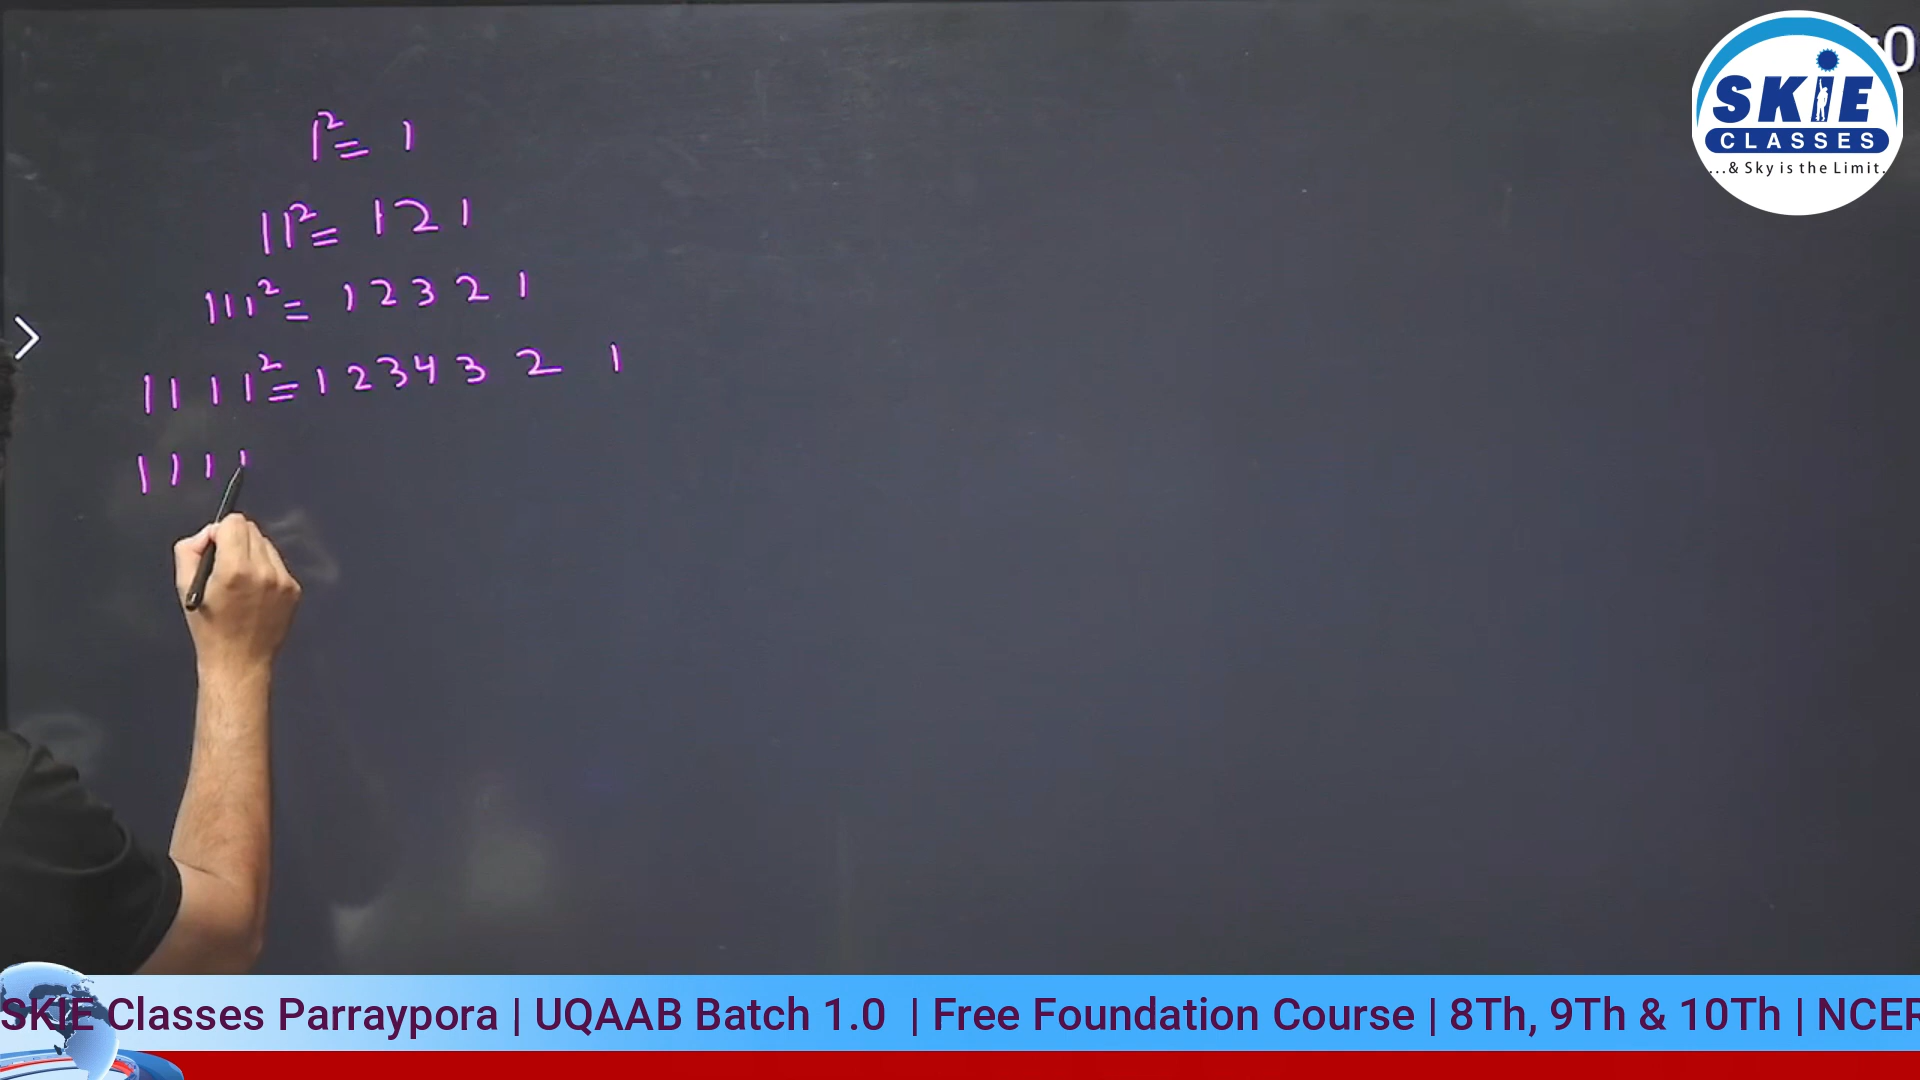 1² = 1
11² = 121
111² = 12321
1111² = 1234321
1111
SKIE
CLASSES
...& Sky is the Limit.
SKIE Classes Parraypora | UQAAB Batch 1.0 | Free Foundation Course | 8Th, 9Th & 10Th |